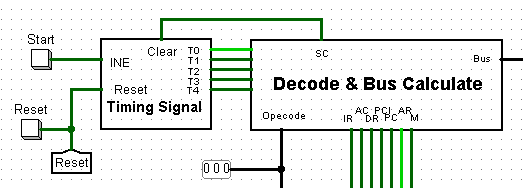 Start
Clear
T0
T1
T2
T3
T4
INE
Reset
Timing Signal
SC
Bus
Decode & Bus Calculate
Opecode
IR AC DR PCI PC AR M
Reset
Reset
000